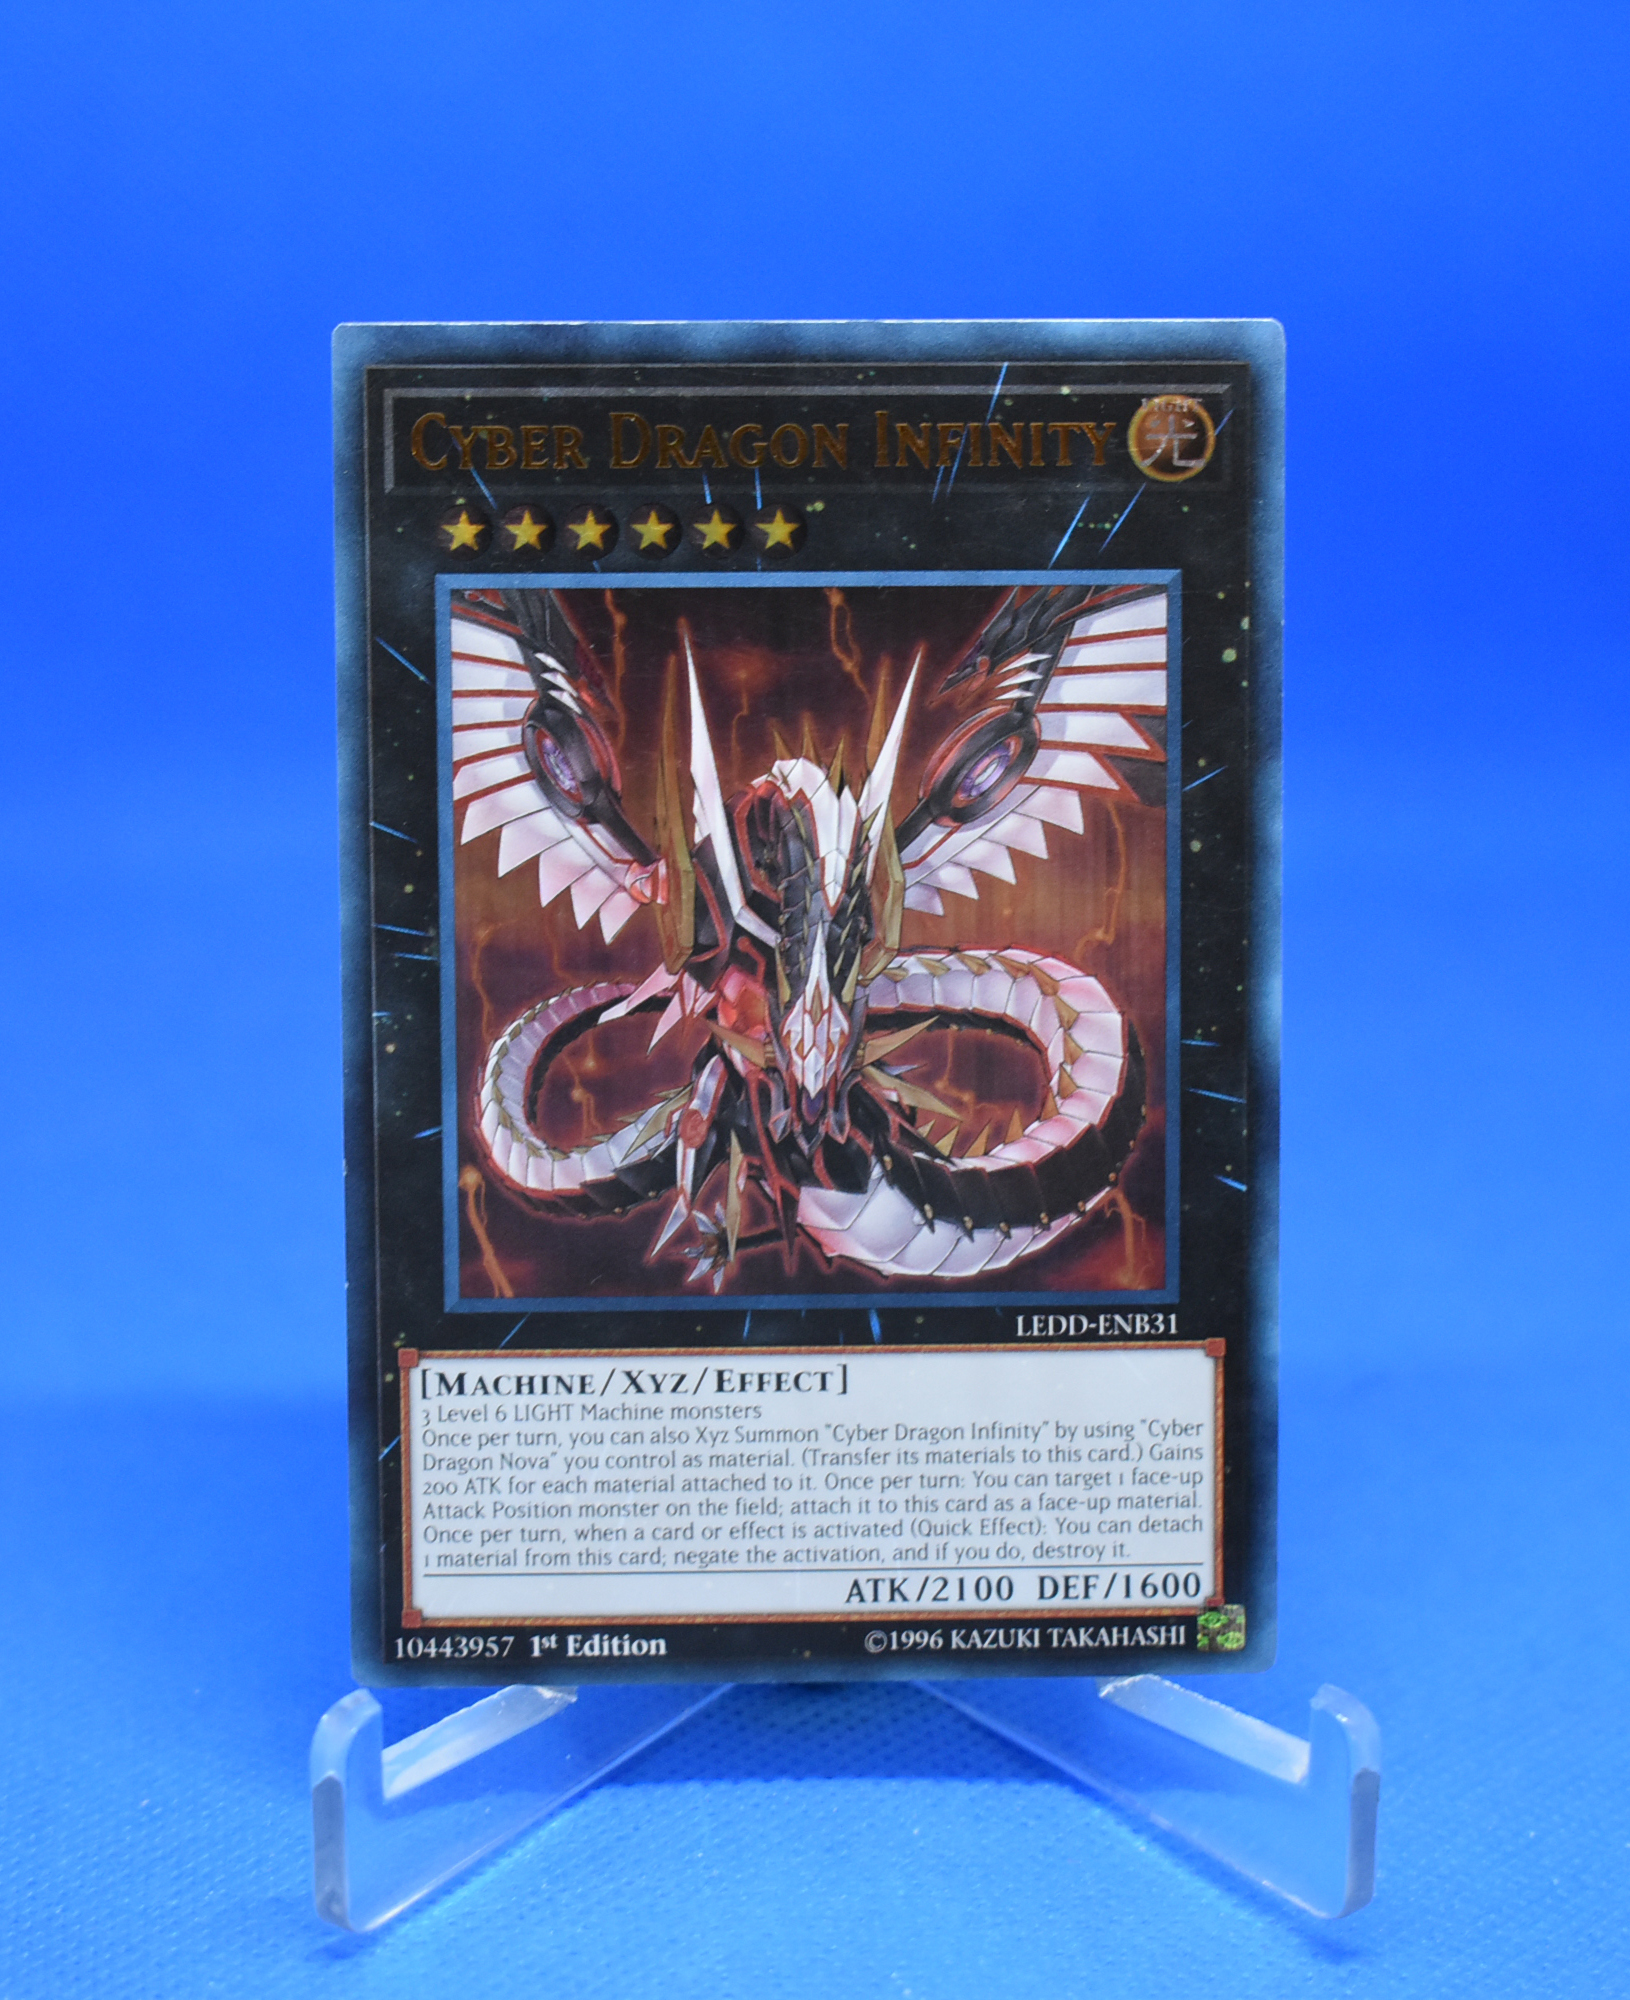 CYBER DRAGON INFINITY
光
LEDD-ENB31
[MACHINE/XYZ/EFFECT]
3 Level 6 LIGHT Machine monsters
Once per turn, you can also Xyz Summon "Cyber Dragon Infinity" by using "Cyber
Dragon Nova" you control as material. (Transfer its materials to this card.) Gains
200 ATK for each material attached to it. Once per turn: You can target 1 face-up
Attack Position monster on the field; attach it to this card as a face-up material.
Once per turn, when a card or effect is activated (Quick Effect): You can detach
1 material from this card; negate the activation, and if you do, destroy it.
ATK/2100 DEF/1600
10443957 1st Edition ©1996 KAZUKI TAKAHASHI